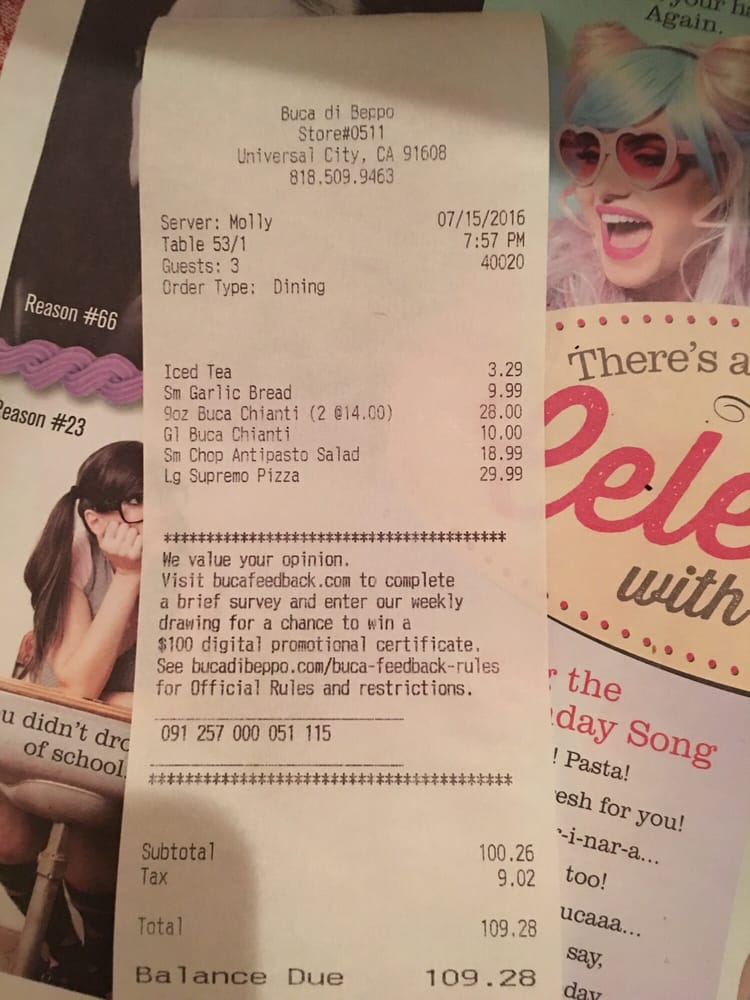 your
Again.
Buca di Beppo
Store#0511
Universal City, CA 91608
818.509.9463
Server: Molly 07/15/2016
Table 53/1 7:57 PM
Guests: 3 40020
Order Type: Dining
Reason #66
Reason #23
There's a
Cele
with
Iced Tea 3.29
Sm Garlic Bread 9.99
9oz Buca Chianti (2 @14.00) 28.00
Gl Buca Chianti 10.00
Sm Chop Antipasto Salad 18.99
Lg Supremo Pizza 29.99
****************************************
We value your opinion.
Visit bucafeedback.com to complete
a brief survey and enter our weekly
drawing for a chance to win a
$100 digital promotional certificate.
See bucadibeppo.com/buca-feedback-rules
for Official Rules and restrictions.
091 257 000 051 115
****************************************
u didn't dro
of school.
r the
day Song
! Pasta!
esh for you!
r-i-nar-a...
too!
ucaaa...
say,
day
Subtotal 100.26
Tax 9.02
Total 109.28
Balance Due 109.28